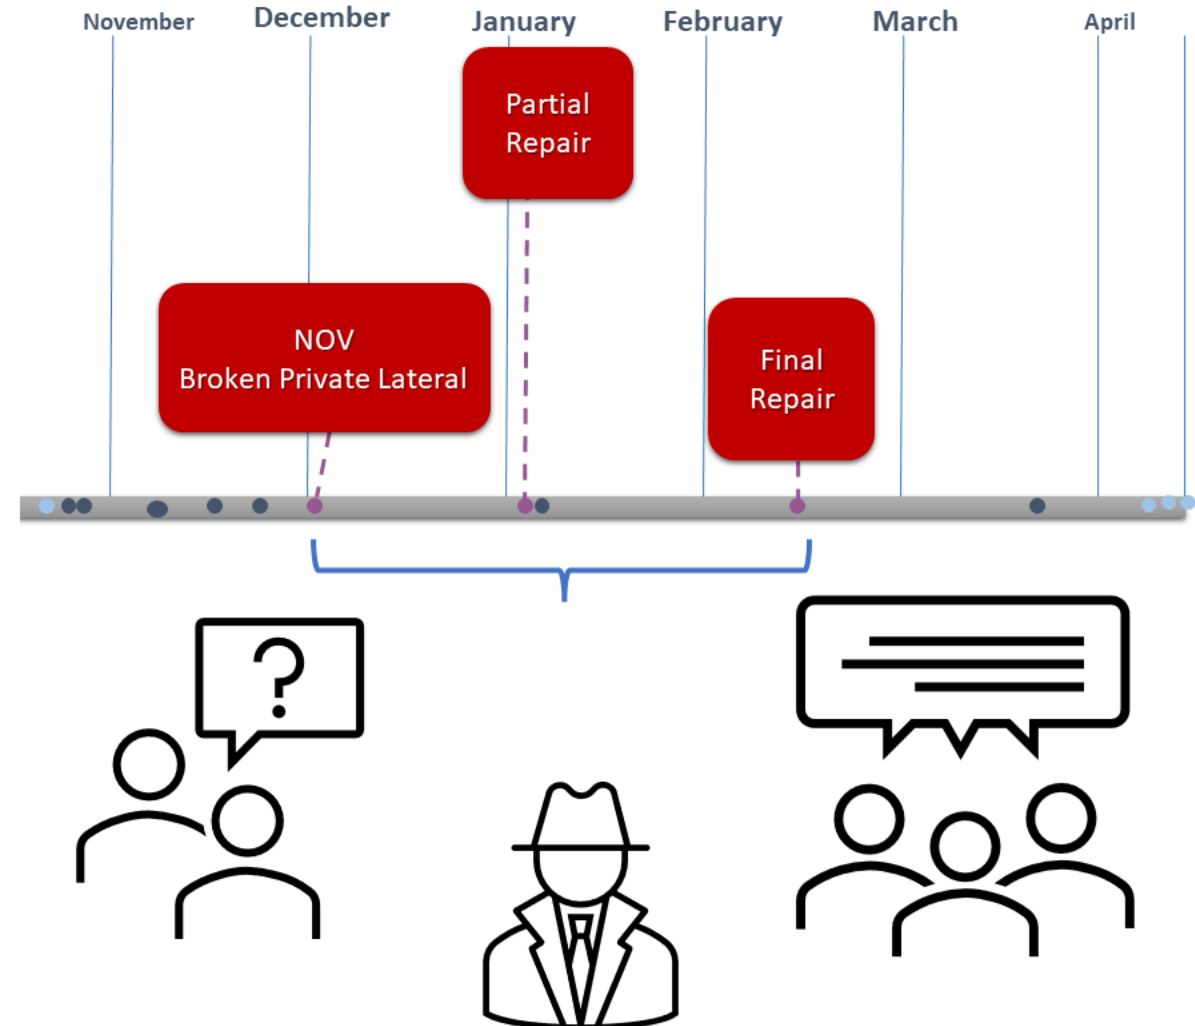 November
December
January
February
March
April
Partial
Repair
NOV
Broken Private Lateral
Final
Repair
?